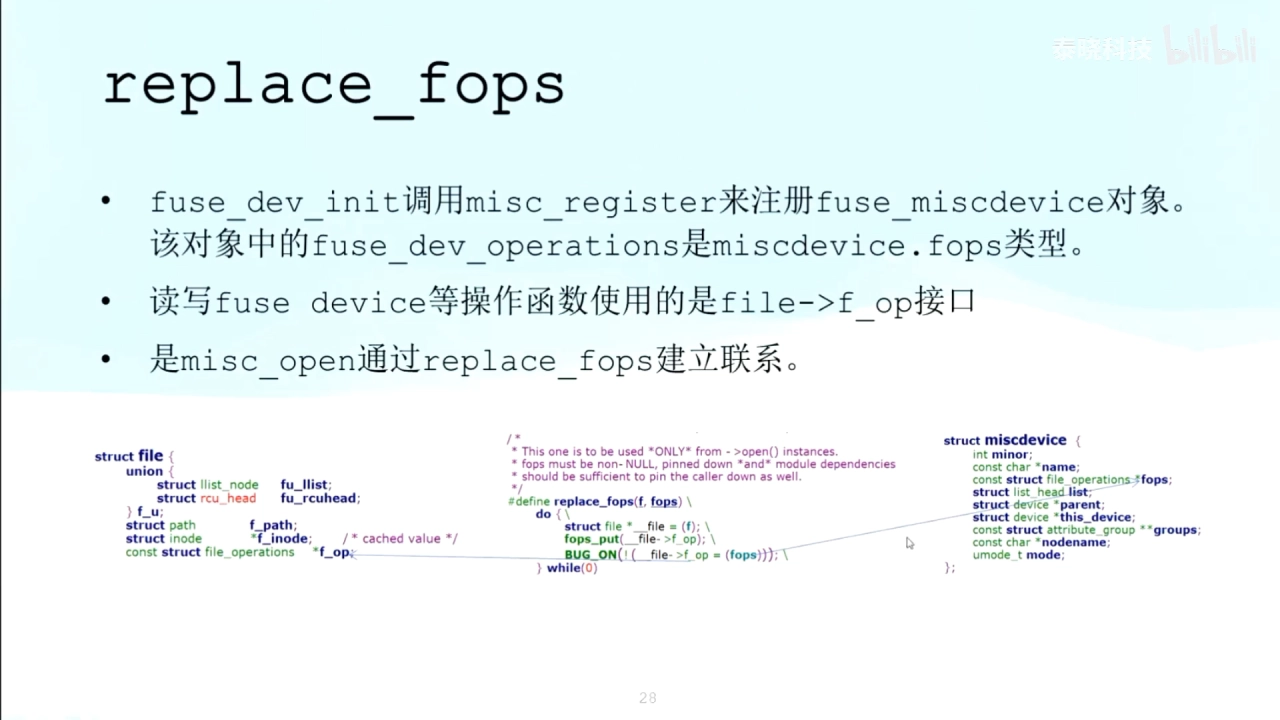 泰晓科技 bilibili
replace_fops
• fuse_dev_init调用misc_register来注册fuse_miscdevice对象。
该对象中的fuse_dev_operations是miscdevice.fops类型。
• 读写fuse device等操作函数使用的是file->f_op接口
• 是misc_open通过replace_fops建立联系。
struct file {
union {
struct llist_node fu_llist;
struct rcu_head fu_rcuhead;
} f_u;
struct path f_path;
struct inode *f_inode; /* cached value */
const struct file_operations *f_op;
/*
* This one is to be used *ONLY* from ->open() instances.
* fops must be non-NULL, pinned down *and* module dependencies
* should be sufficient to pin the caller down as well.
*/
#define replace_fops(f, fops) \
do { \
struct file *__file = (f); \
fops_put(__file->f_op); \
BUG_ON(!(__file->f_op = (fops))); \
} while(0)
struct miscdevice {
int minor;
const char *name;
const struct file_operations *fops;
struct list_head list;
struct device *parent;
struct device *this_device;
const struct attribute_group **groups;
const char *nodename;
umode_t mode;
};
28